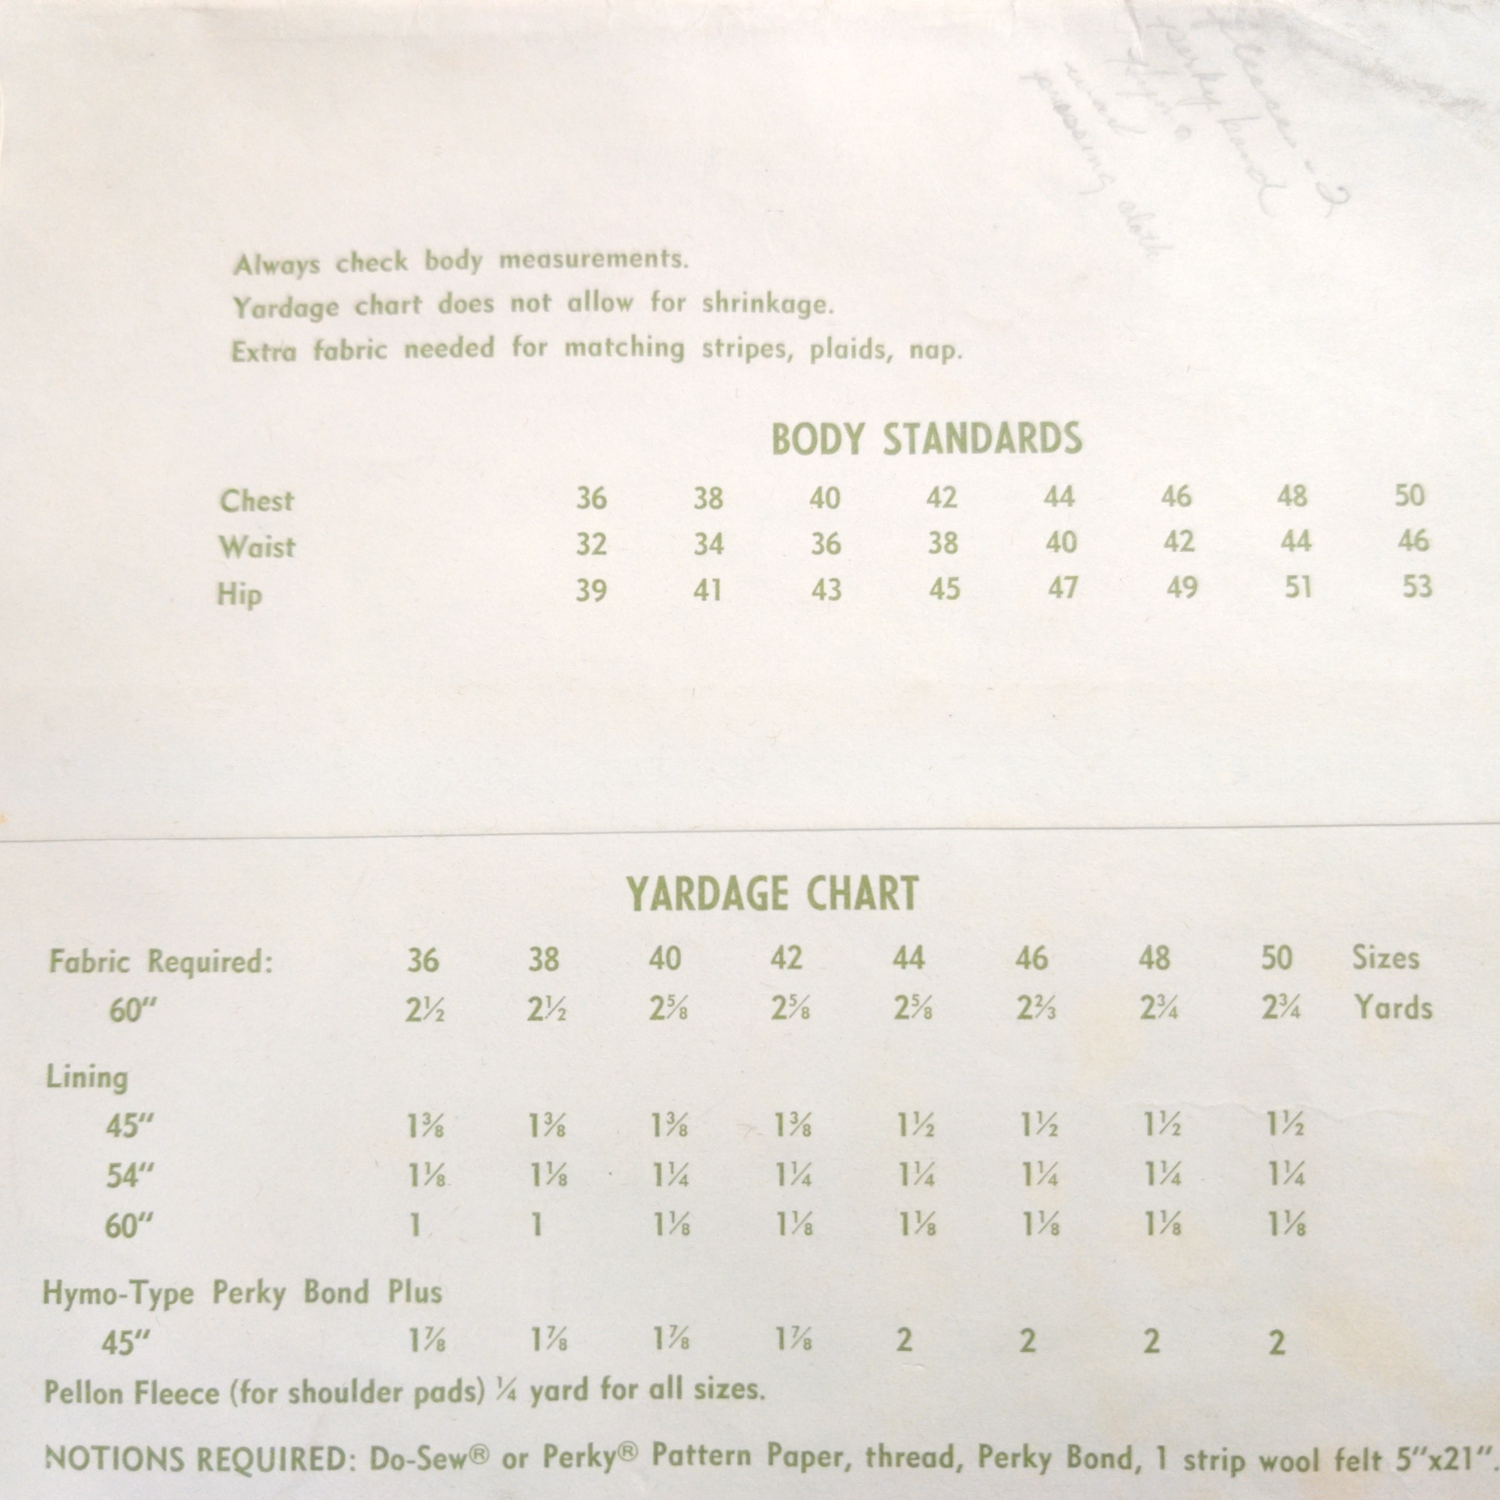 fleece - 2
perky bond
Hymo
wool
pressing cloth
Always check body measurements.
Yardage chart does not allow for shrinkage.
Extra fabric needed for matching stripes, plaids, nap.
BODY STANDARDS
Chest 36 38 40 42 44 46 48 50
Waist 32 34 36 38 40 42 44 46
Hip 39 41 43 45 47 49 51 53
YARDAGE CHART
Fabric Required: 36 38 40 42 44 46 48 50 Sizes
60" 2½ 2½ 2⅝ 2⅝ 2⅝ 2⅔ 2¾ 2¾ Yards
Lining
45" 1⅜ 1⅜ 1⅜ 1⅜ 1½ 1½ 1½ 1½
54" 1⅛ 1⅛ 1¼ 1¼ 1¼ 1¼ 1¼ 1¼
60" 1 1 1⅛ 1⅛ 1⅛ 1⅛ 1⅛ 1⅛
Hymo-Type Perky Bond Plus
45" 1⅞ 1⅞ 1⅞ 1⅞ 2 2 2 2
Pellon Fleece (for shoulder pads) ¼ yard for all sizes.
NOTIONS REQUIRED: Do-Sew® or Perky® Pattern Paper, thread, Perky Bond, 1 strip wool felt 5"x21".